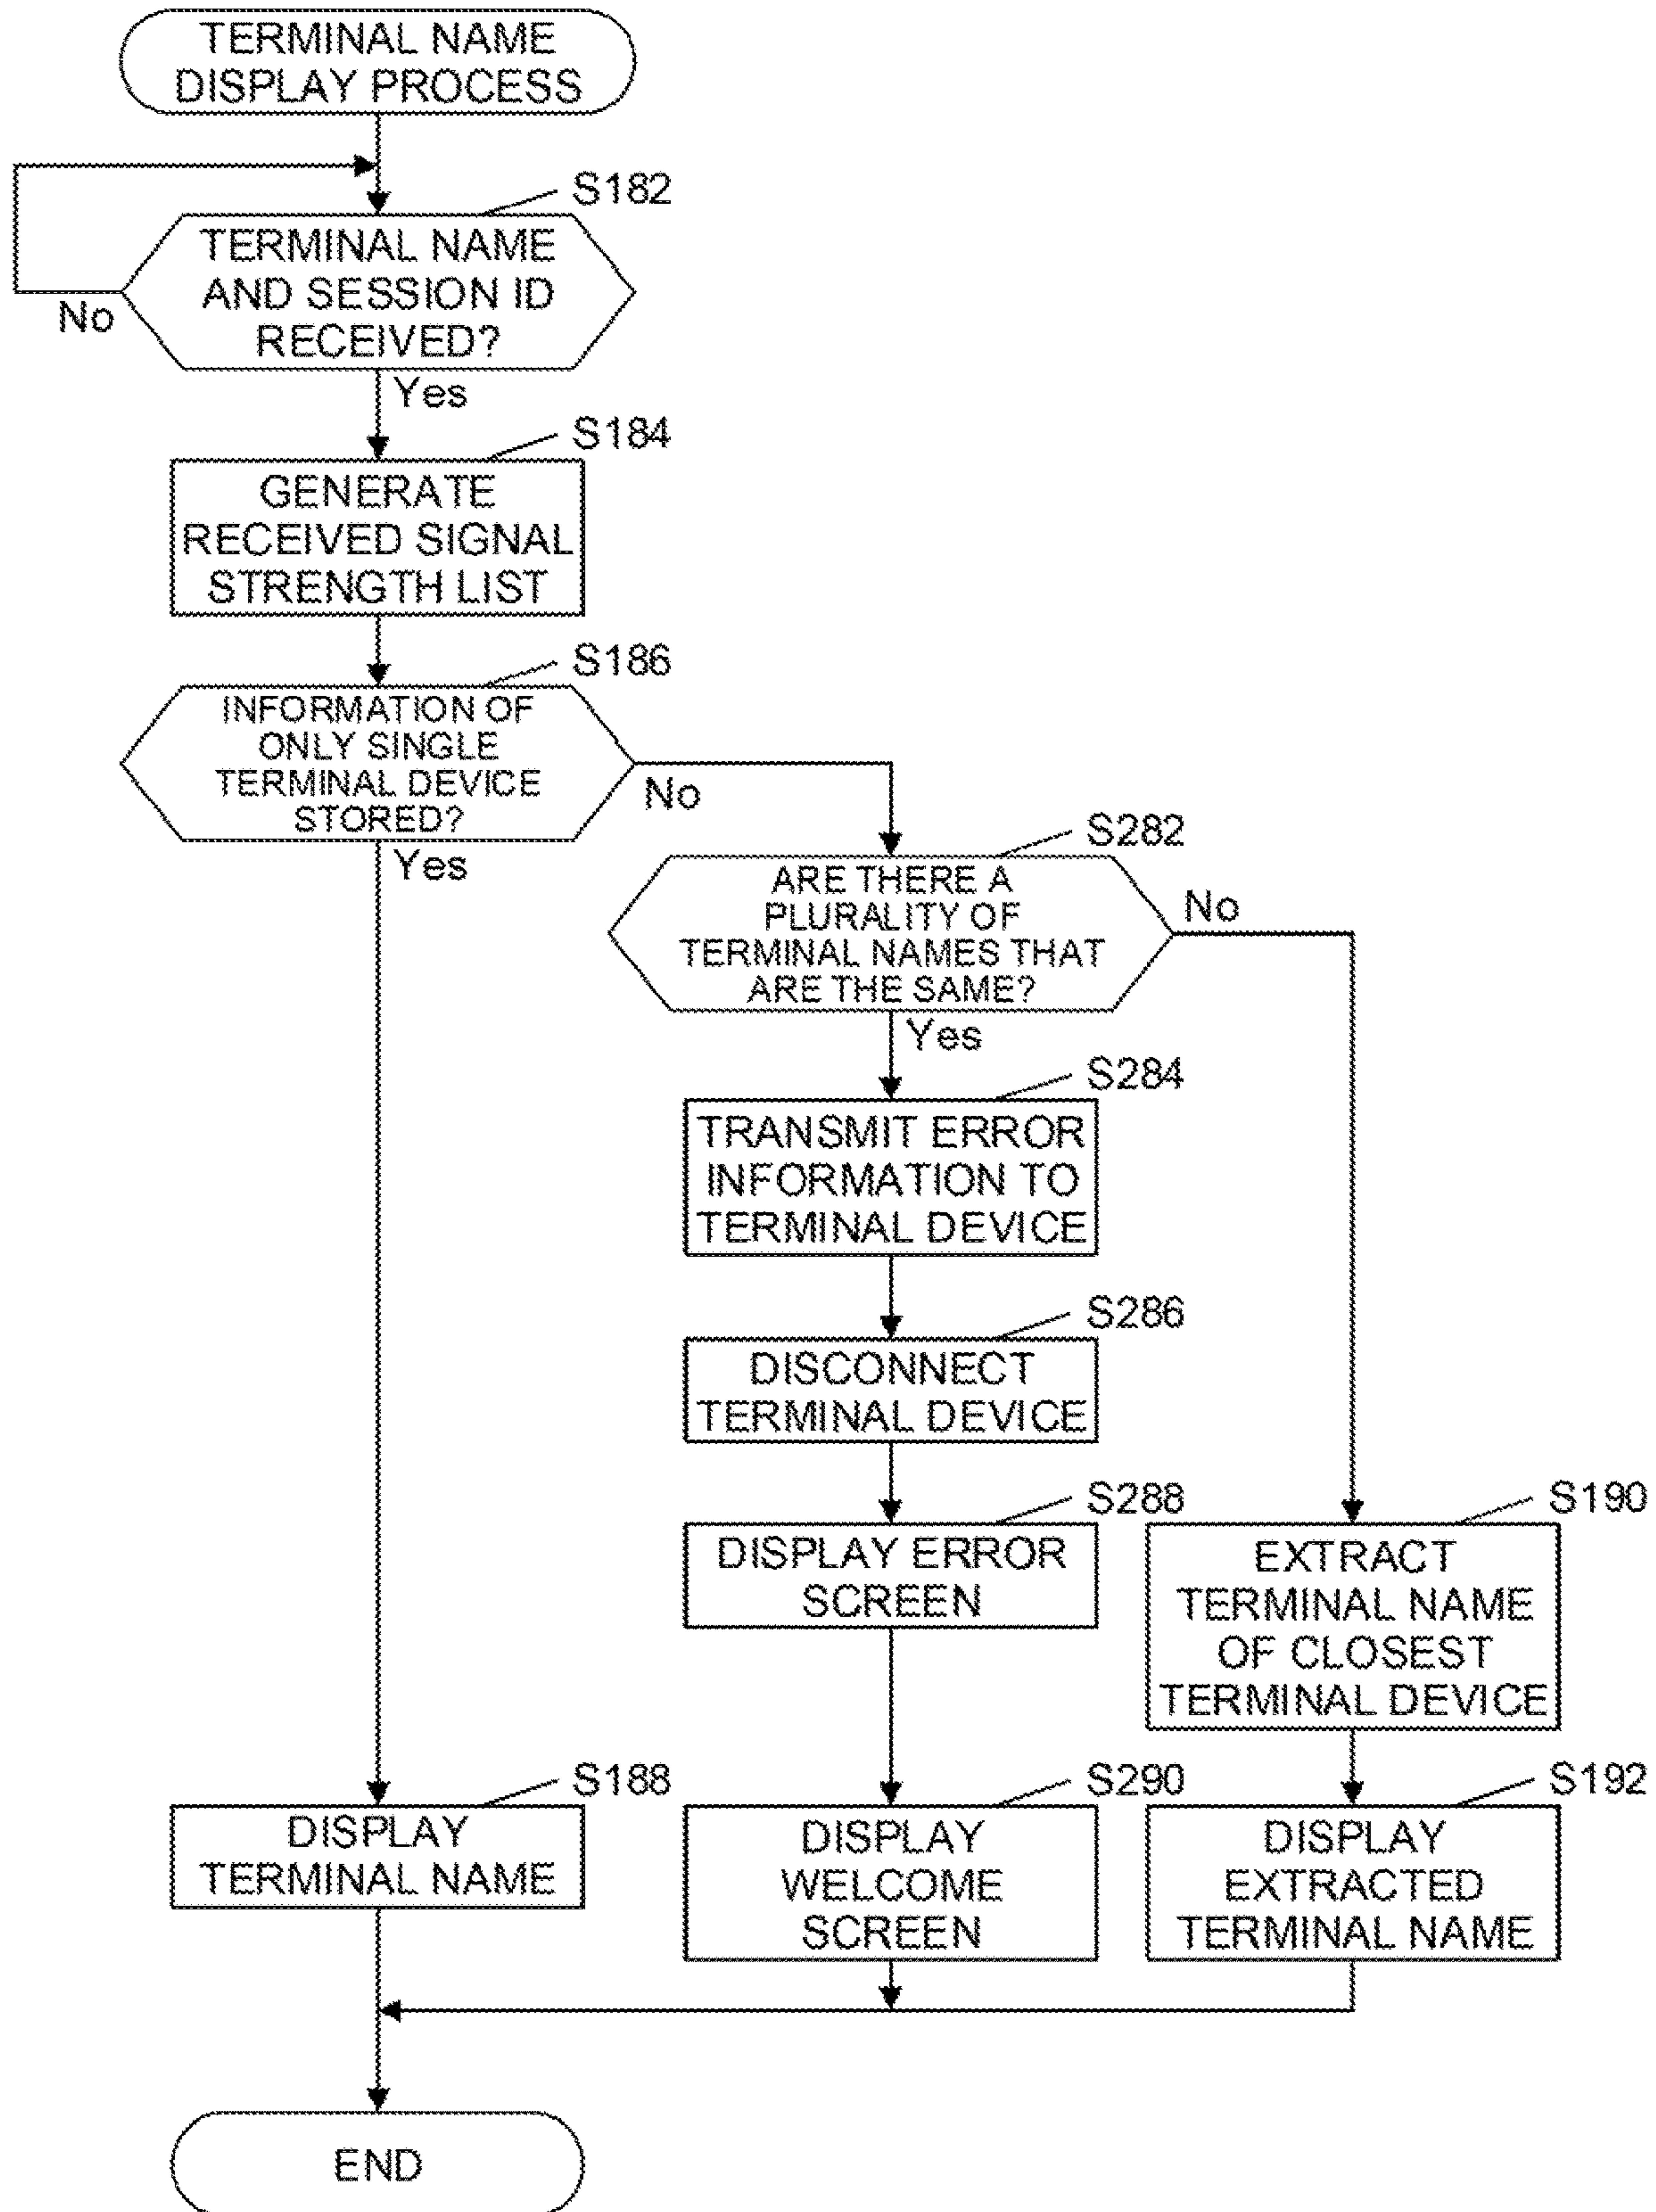 TERMINAL NAME
DISPLAY PROCESS
S182
TERMINAL NAME
AND SESSION ID
RECEIVED?
No
Yes
S184
GENERATE
RECEIVED SIGNAL
STRENGTH LIST
S186
INFORMATION OF
ONLY SINGLE
TERMINAL DEVICE
STORED?
No
Yes
S282
ARE THERE A
PLURALITY OF
TERMINAL NAMES THAT
ARE THE SAME?
No
Yes
S284
TRANSMIT ERROR
INFORMATION TO
TERMINAL DEVICE
S286
DISCONNECT
TERMINAL DEVICE
S288
DISPLAY ERROR
SCREEN
S190
EXTRACT
TERMINAL NAME
OF CLOSEST
TERMINAL DEVICE
S188
DISPLAY
TERMINAL NAME
S290
DISPLAY
WELCOME
SCREEN
S192
DISPLAY
EXTRACTED
TERMINAL NAME
END